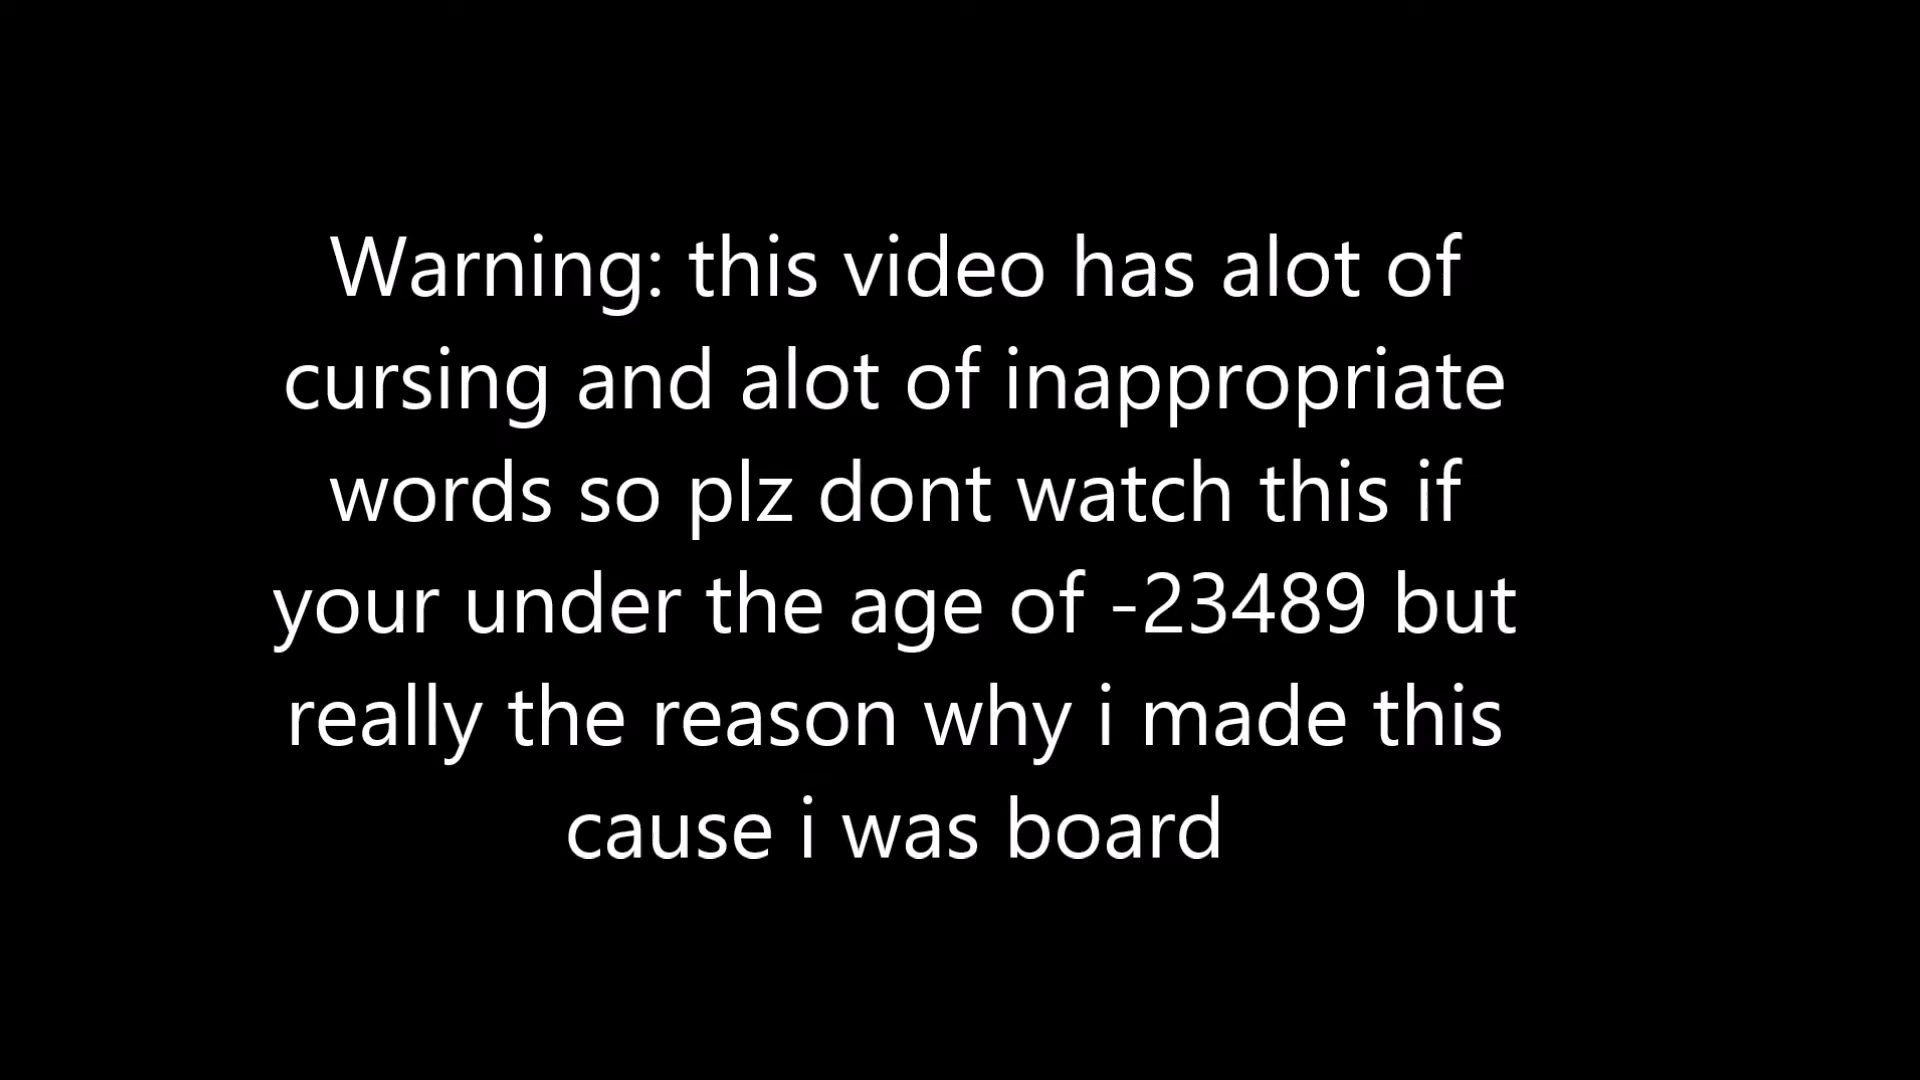 Warning: this video has alot of
cursing and alot of inappropriate
words so plz dont watch this if
your under the age of -23489 but
really the reason why i made this
cause i was board